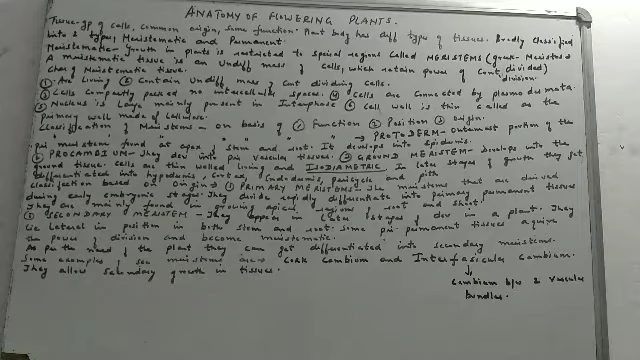 ANATOMY OF FLOWERING PLANTS.
Tissue - gp of cells, common origin, same function. Plant body has diff types of tissues. Broadly classified
into 2 types, Meristematic and Permanent.
Meristematic - growth in plants is restricted to special regions called MERISTEMS (greek - Meristos =
A meristematic tissue is an undiff mass of cells, which retain power of cont. divided)
Char of Meristematic tissue. division.
① Are living ② Contain undiff mass cont dividing cells.
③ Cells compactly packed no intercellular spaces ④ Cells are connected by plasmodesmata.
⑤ Nucleus is large mainly present in Interphase ⑥ Cell wall is thin called as the
primary wall made of cellulose.
Classification of Meristems - on basis of ① Function ② Position ③ Origin.
→ PROTODERM - Outermost portion of the
pri meristem found at apex of stem and root. It develops into epidermis.
② PROCAMBIUM - They dev into pri vascular tissues. ③ GROUND MERISTEM - Develops into the
ground tissue. Cells are thin walled living and ISODIAMETRIC. In later stages of growth they get
differentiated into hypodermis, cortex, Endodermis, pericycle and pith
Classification based on Origin ① PRIMARY MERISTEMS - The meristems that are derived
during early embryonic stages. They divide rapidly differentiate into primary permanent tissues
They are mainly found in growing apical regions of root and shoot.
② SECONDARY MERISTEM - They appear in later stages of dev in a plant. They
lie lateral in position in both stem and root. Some pri permanent tissues aquire
the power of division and become meristematic.
As per the need of the plant they can get differentiated into secondary meristems.
Some examples of sec meristems are → Cork Cambium and Interfasicular cambium.
They allow secondary growth in tissues.
↓
Cambium b/w 2 vascular
bundles.